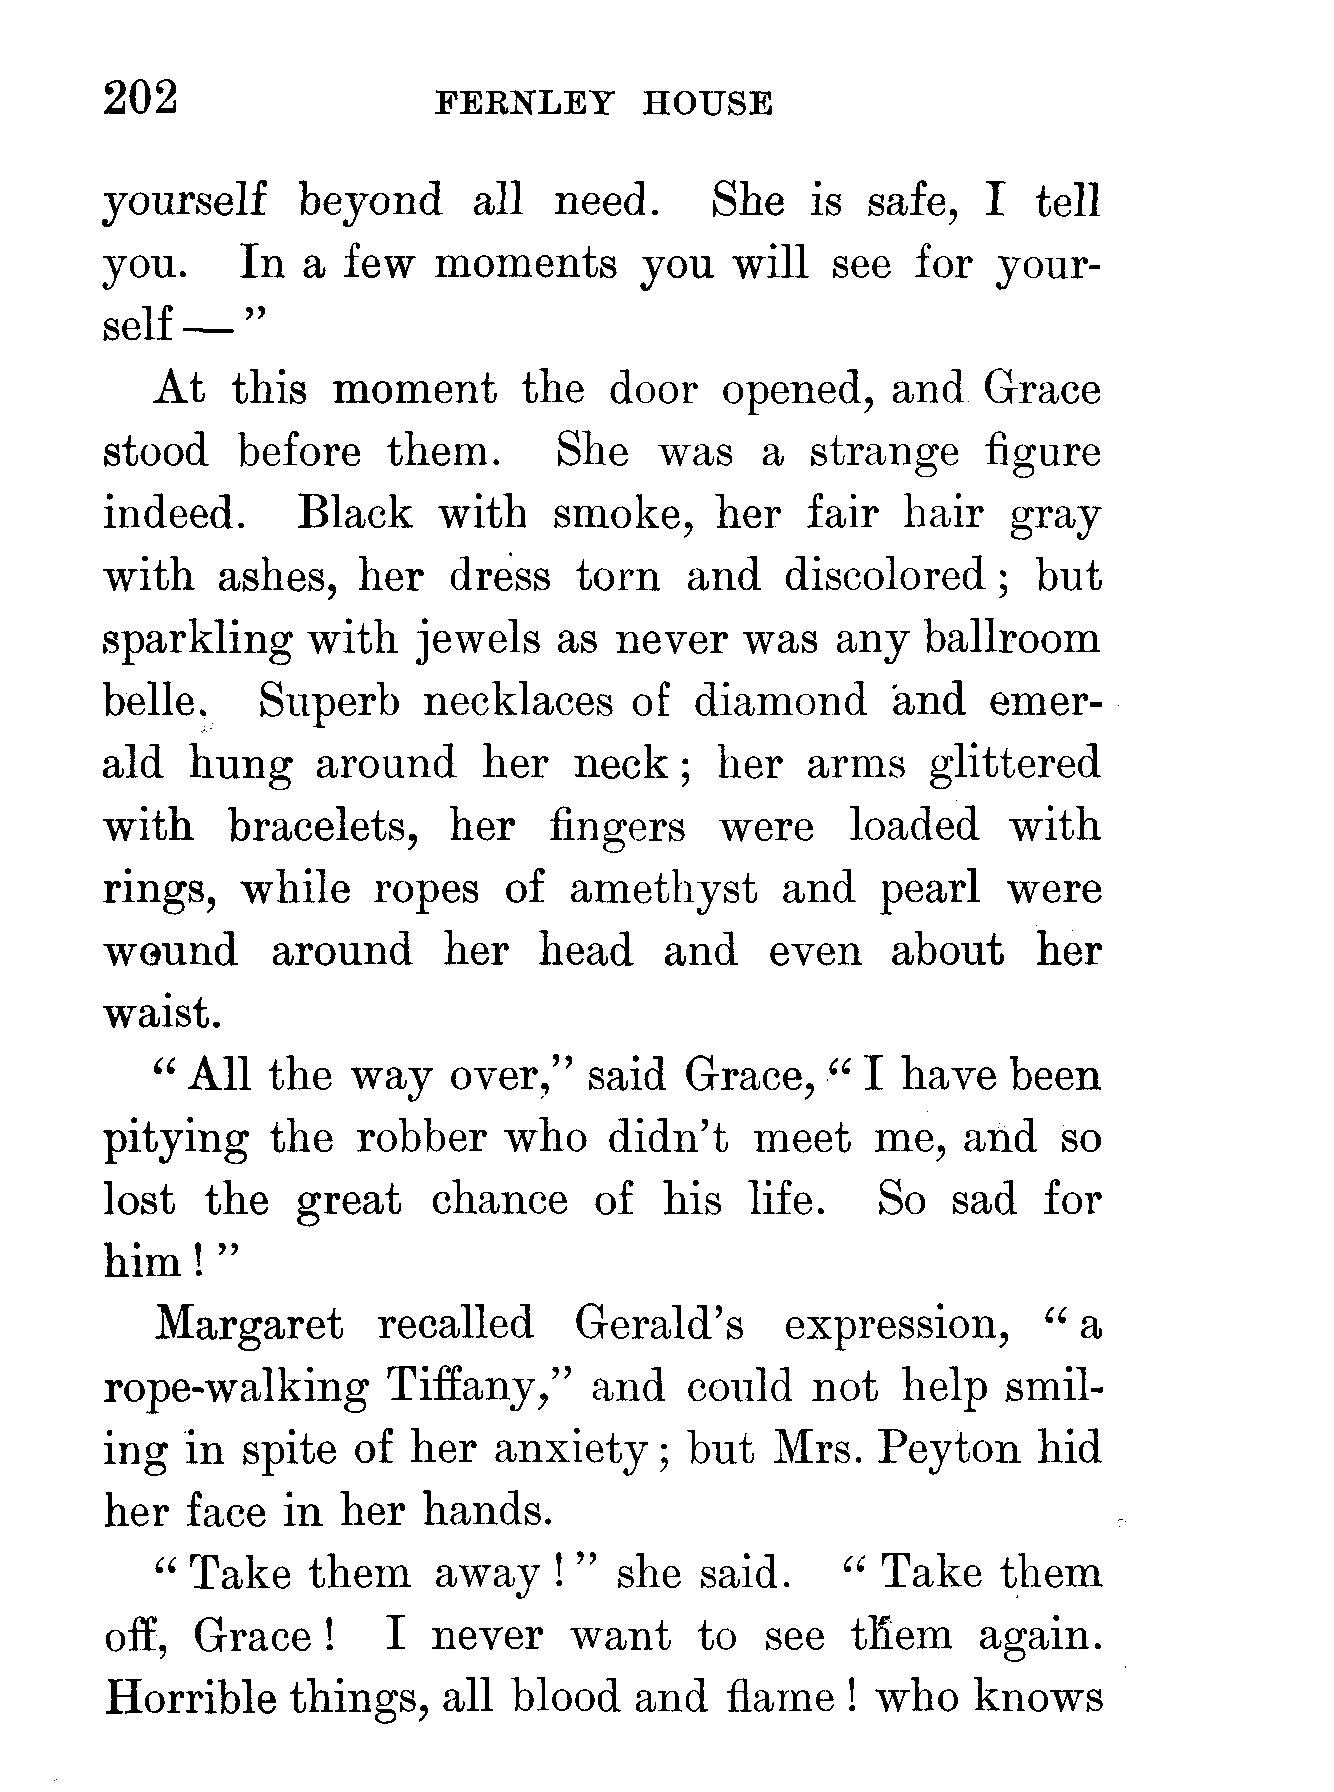 202 FERNLEY HOUSE
yourself beyond all need. She is safe, I tell
you. In a few moments you will see for your-
self — ”
At this moment the door opened, and Grace
stood before them. She was a strange figure
indeed. Black with smoke, her fair hair gray
with ashes, her dress torn and discolored ; but
sparkling with jewels as never was any ballroom
belle. Superb necklaces of diamond and emer-
ald hung around her neck ; her arms glittered
with bracelets, her fingers were loaded with
rings, while ropes of amethyst and pearl were
wound around her head and even about her
waist.
“ All the way over,” said Grace, “ I have been
pitying the robber who didn’t meet me, and so
lost the great chance of his life. So sad for
him ! ”
Margaret recalled Gerald’s expression, “ a
rope-walking Tiffany,” and could not help smil-
ing in spite of her anxiety ; but Mrs. Peyton hid
her face in her hands.
“ Take them away ! ” she said. “ Take them
off, Grace ! I never want to see them again.
Horrible things, all blood and flame ! who knows